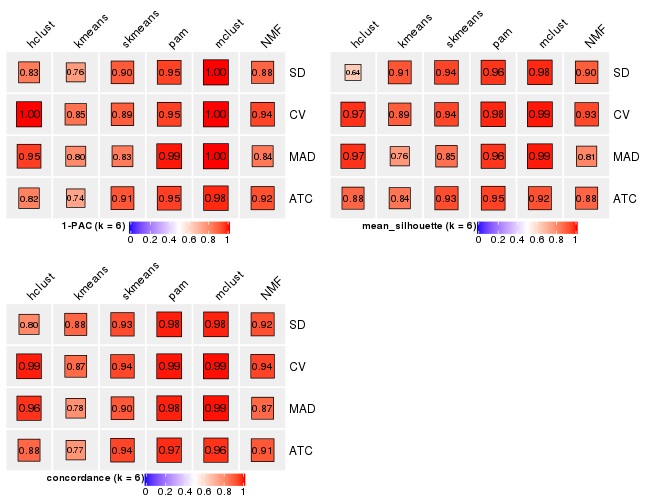 hclust kmeans skmeans pam mclust NMF
0.83 0.76 0.90 0.95 1.00 0.88 SD
1.00 0.85 0.89 0.95 1.00 0.94 CV
0.95 0.80 0.83 0.99 1.00 0.84 MAD
0.82 0.74 0.91 0.95 0.98 0.92 ATC
1-PAC (k = 6)
0 0.2 0.4 0.6 0.8 1
hclust kmeans skmeans pam mclust NMF
0.64 0.91 0.94 0.96 0.98 0.90 SD
0.97 0.89 0.94 0.98 0.99 0.93 CV
0.97 0.76 0.85 0.96 0.99 0.81 MAD
0.88 0.84 0.93 0.95 0.92 0.88 ATC
mean_silhouette (k = 6)
0 0.2 0.4 0.6 0.8 1
hclust kmeans skmeans pam mclust NMF
0.80 0.88 0.93 0.98 0.98 0.92 SD
0.99 0.87 0.94 0.99 0.99 0.94 CV
0.96 0.78 0.90 0.98 0.99 0.87 MAD
0.88 0.77 0.94 0.97 0.96 0.91 ATC
concordance (k = 6)
0 0.2 0.4 0.6 0.8 1